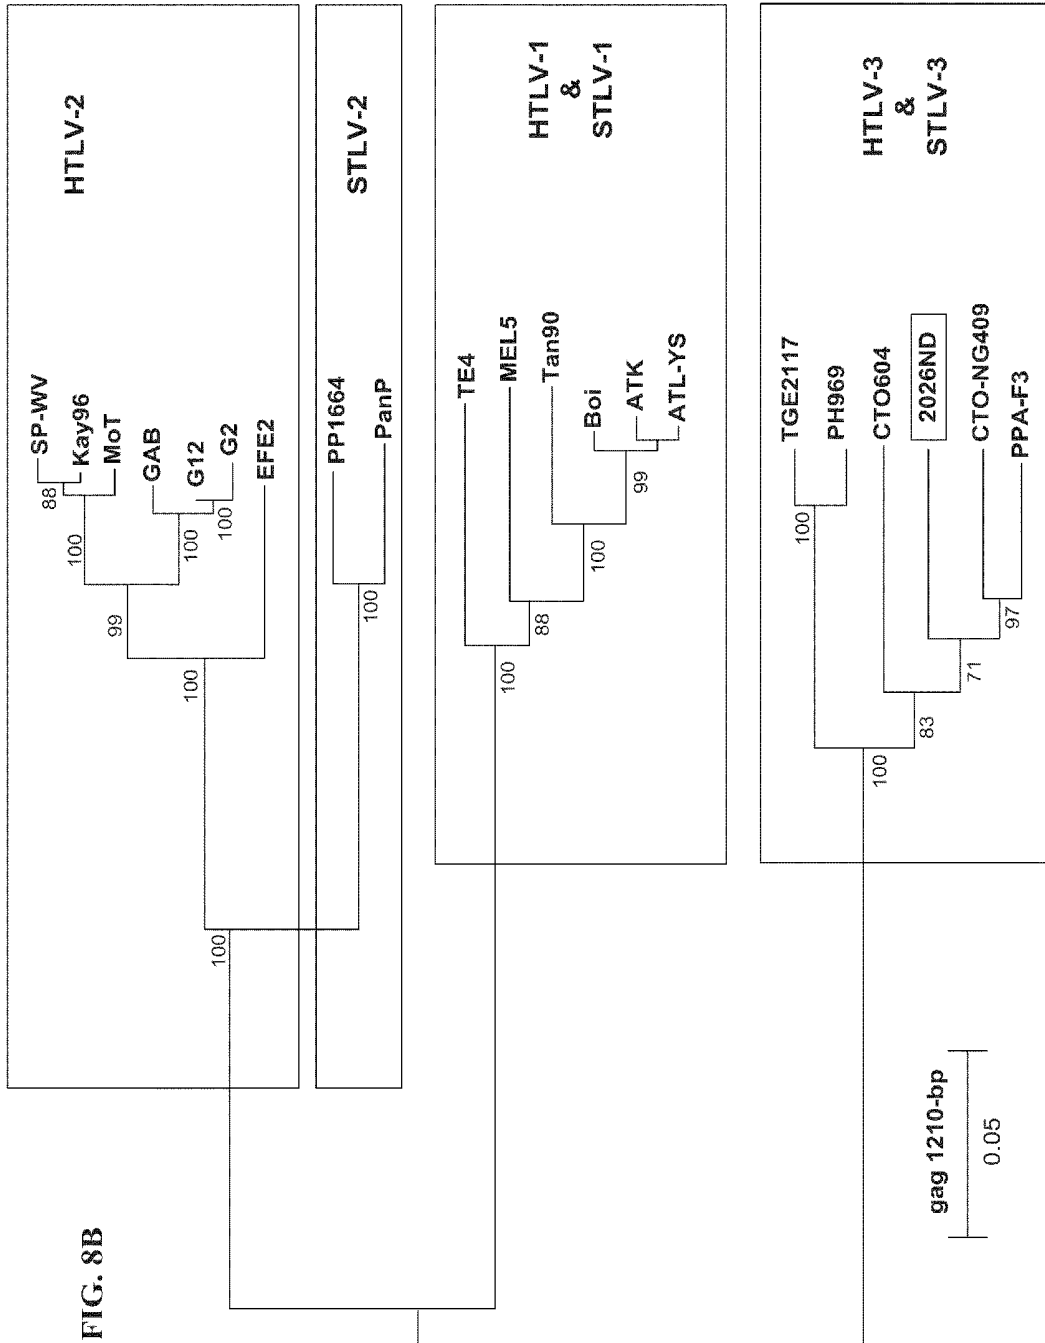 FIG. 8B
SP-WV
88
Kay96
MoT
100
99
GAB
G12
100
G2
100
100
EFE2
HTLV-2
100
PP1664
PanP
100
STLV-2
TE4
100
MEL5
88
Tan90
100
Boi
99
ATK
ATL-YS
HTLV-1
&
STLV-1
TGE2117
100
PH969
100
CTO604
83
2026ND
71
CTO-NG409
97
PPA-F3
HTLV-3
&
STLV-3
gag 1210-bp
0.05